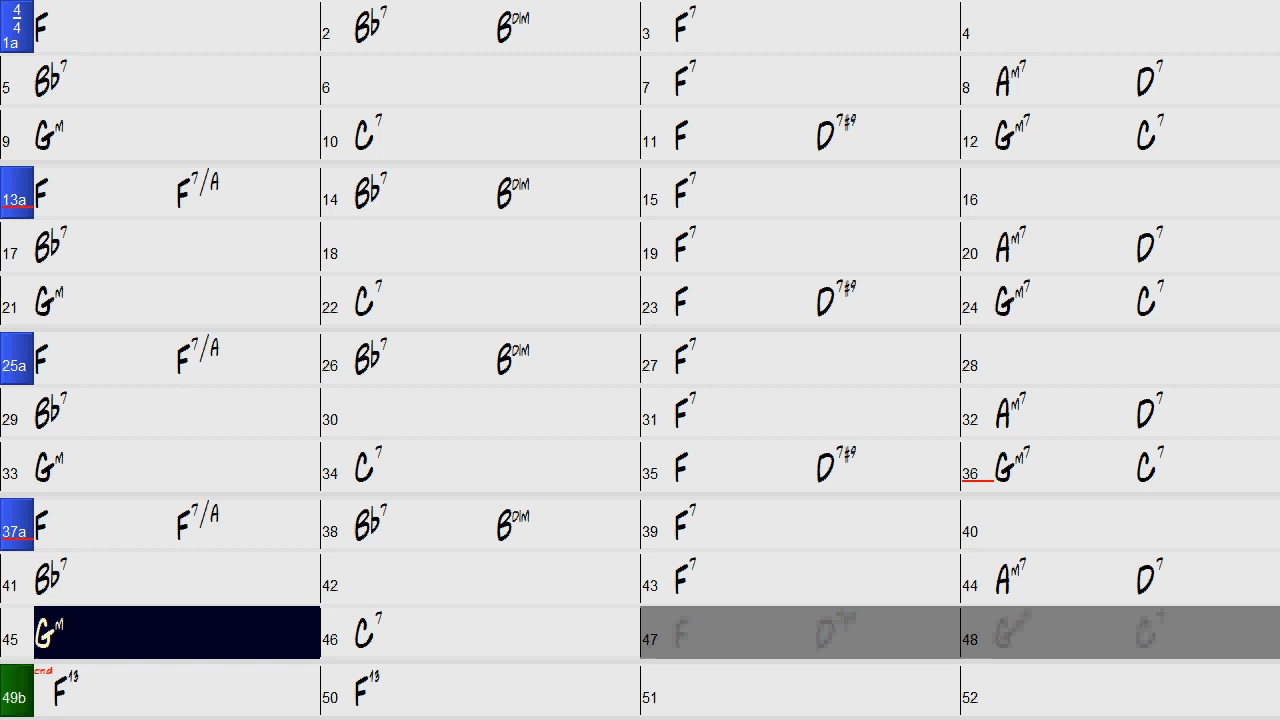 4/4 1a F 2 Bb7 BDIM 3 F7 4
5 Bb7 6 7 F7 8 AM7 D7
9 GM 10 C7 11 F D7#9 12 GM7 C7
13a F F7/A 14 Bb7 BDIM 15 F7 16
17 Bb7 18 19 F7 20 AM7 D7
21 GM 22 C7 23 F D7#9 24 GM7 C7
25a F F7/A 26 Bb7 BDIM 27 F7 28
29 Bb7 30 31 F7 32 AM7 D7
33 GM 34 C7 35 F D7#9 36 GM7 C7
37a F F7/A 38 Bb7 BDIM 39 F7 40
41 Bb7 42 43 F7 44 AM7 D7
45 GM 46 C7 47 F D7#9 48 GM7 C7
end
49b F13 50 F13 51 52